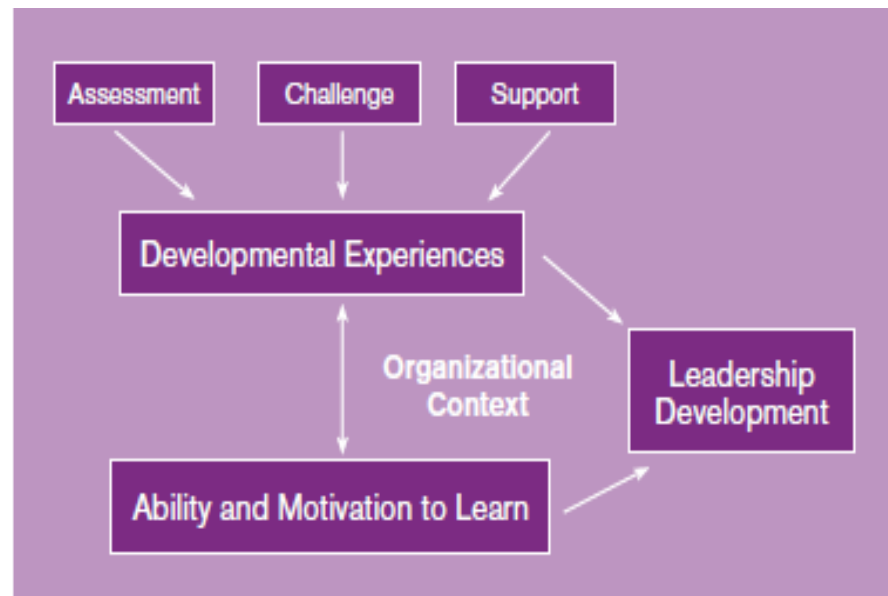 Assessment
Challenge
Support
Developmental Experiences
Organizational
Context
Leadership
Development
Ability and Motivation to Learn